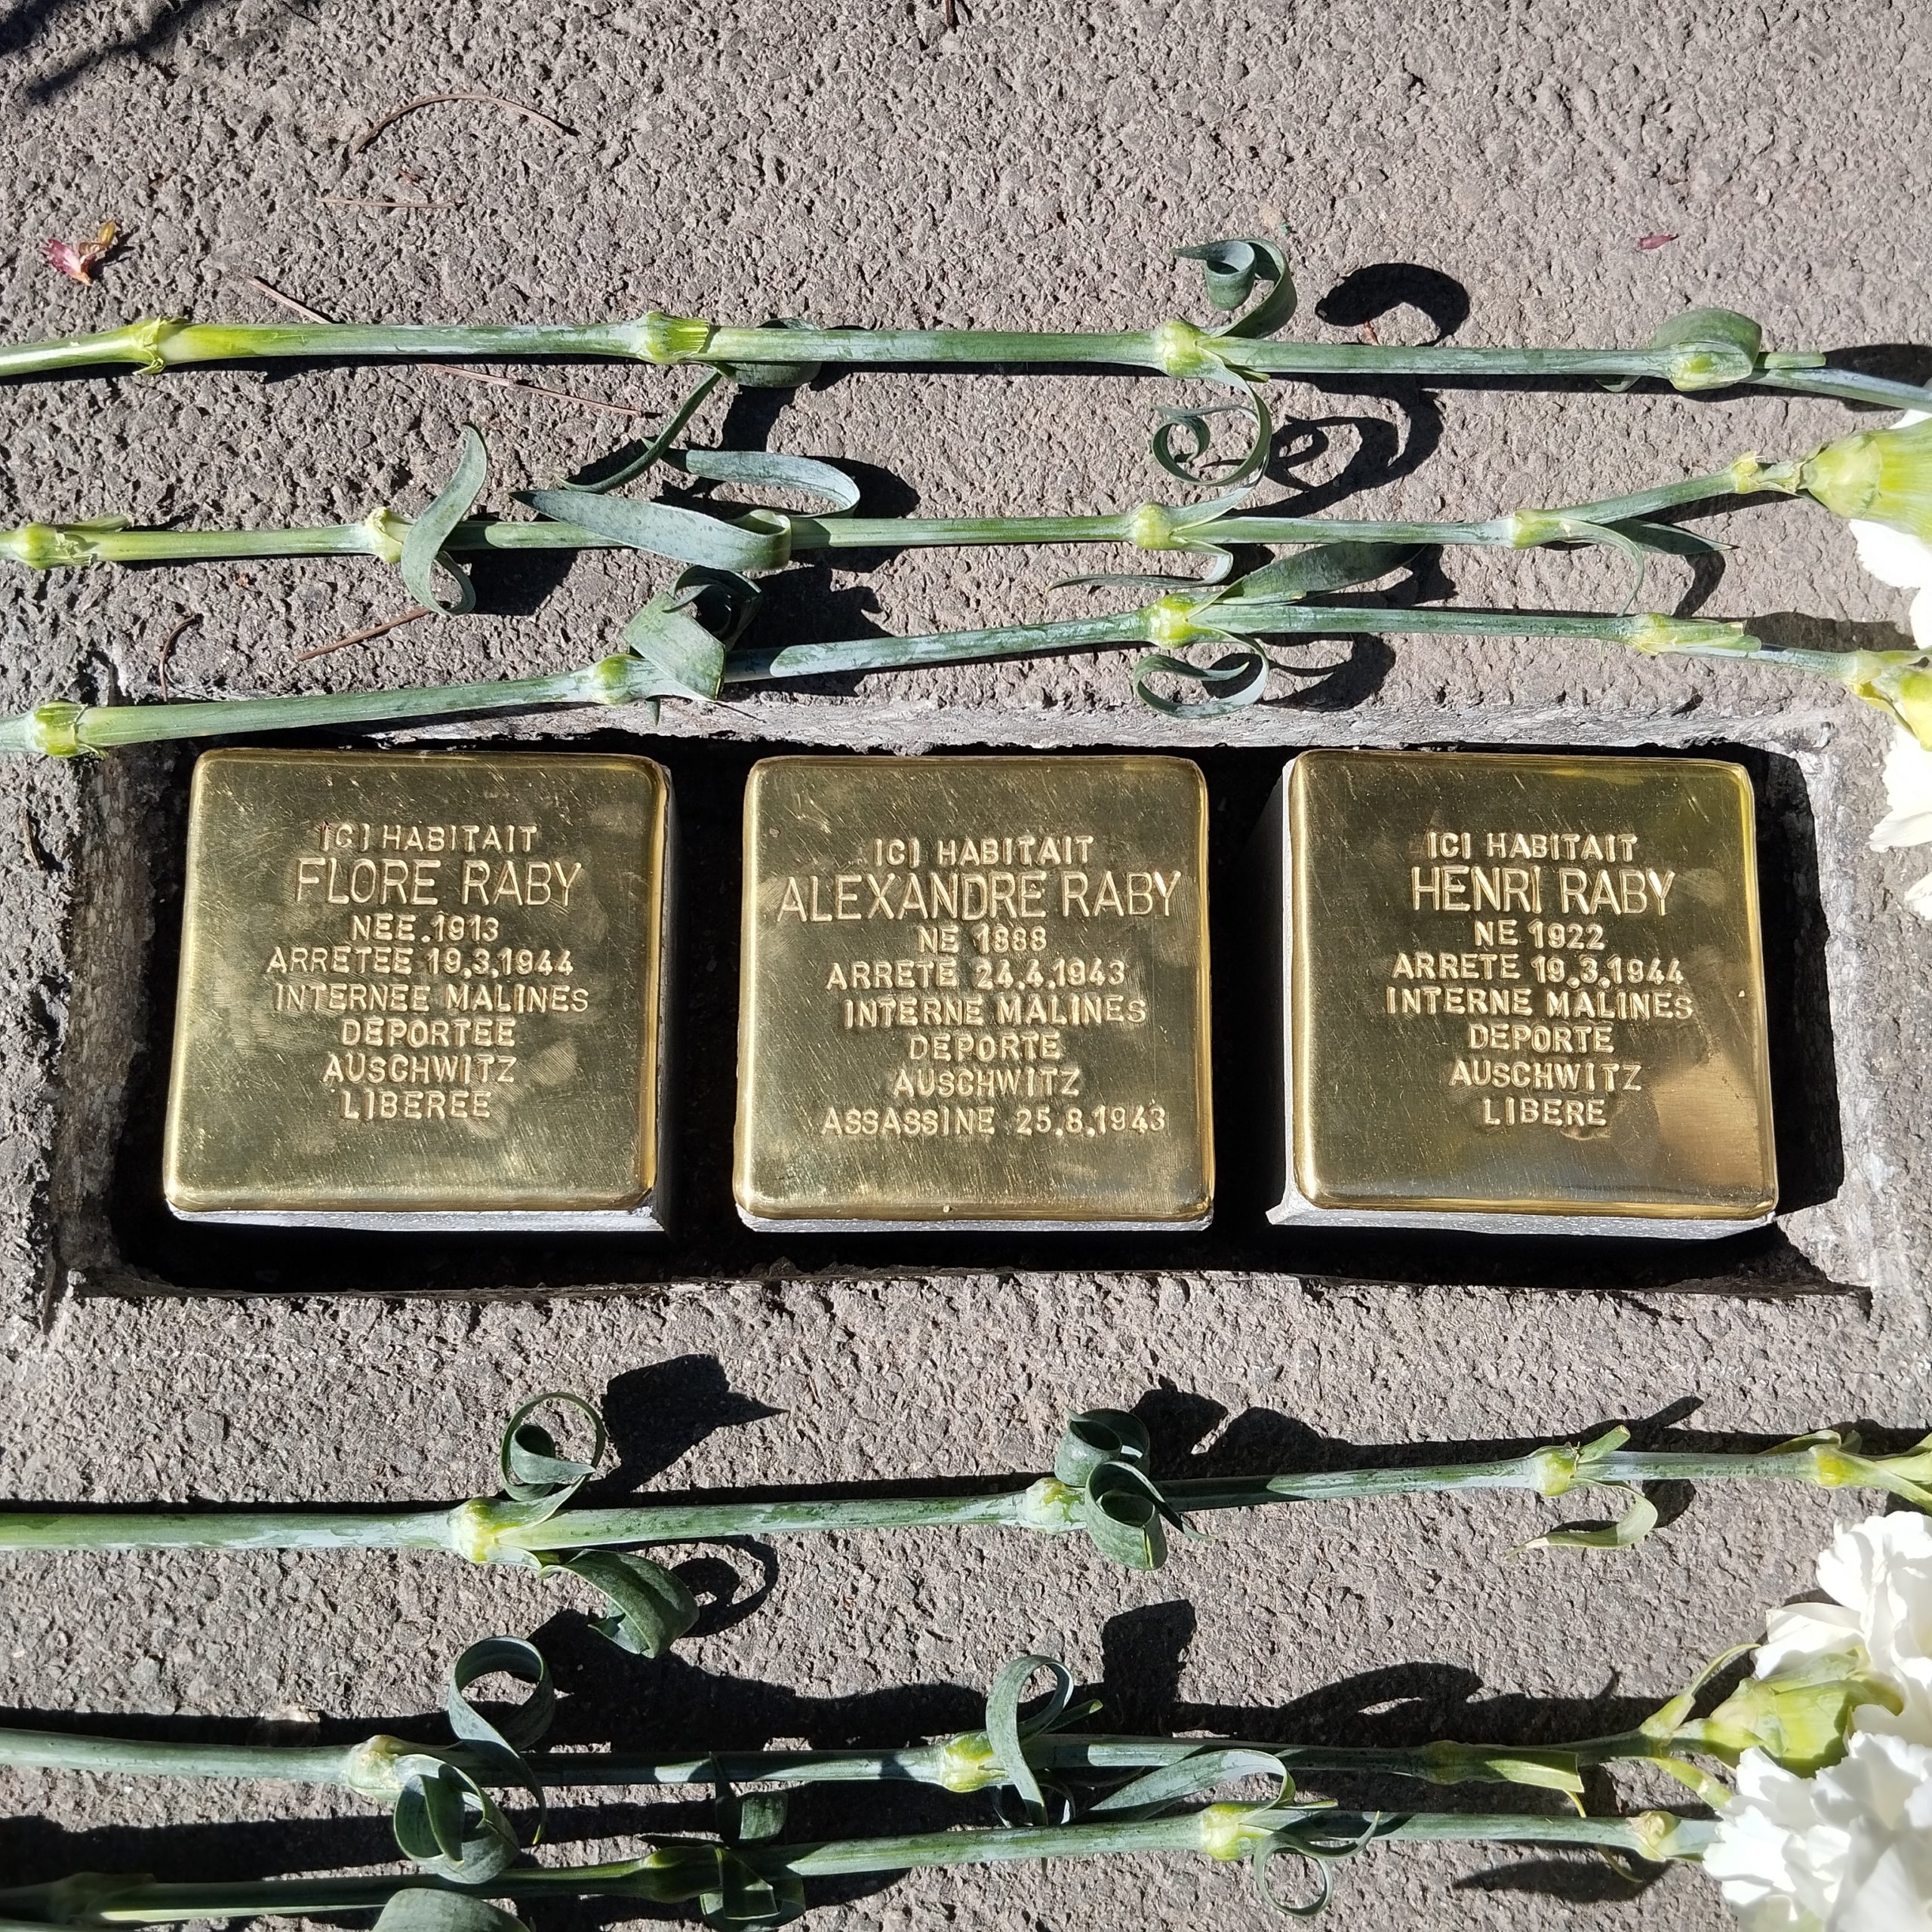 ICI HABITAIT
FLORE RABY
NEE.1913
ARRETEE 19.3.1944
INTERNEE MALINES
DEPORTEE
AUSCHWITZ
LIBEREE
ICI HABITAIT
ALEXANDRE RABY
NE 1888
ARRETE 24.4.1943
INTERNE MALINES
DEPORTE
AUSCHWITZ
ASSASSINE 25.8.1943
ICI HABITAIT
HENRI RABY
NE 1922
ARRETE 19.3.1944
INTERNE MALINES
DEPORTE
AUSCHWITZ
LIBERE